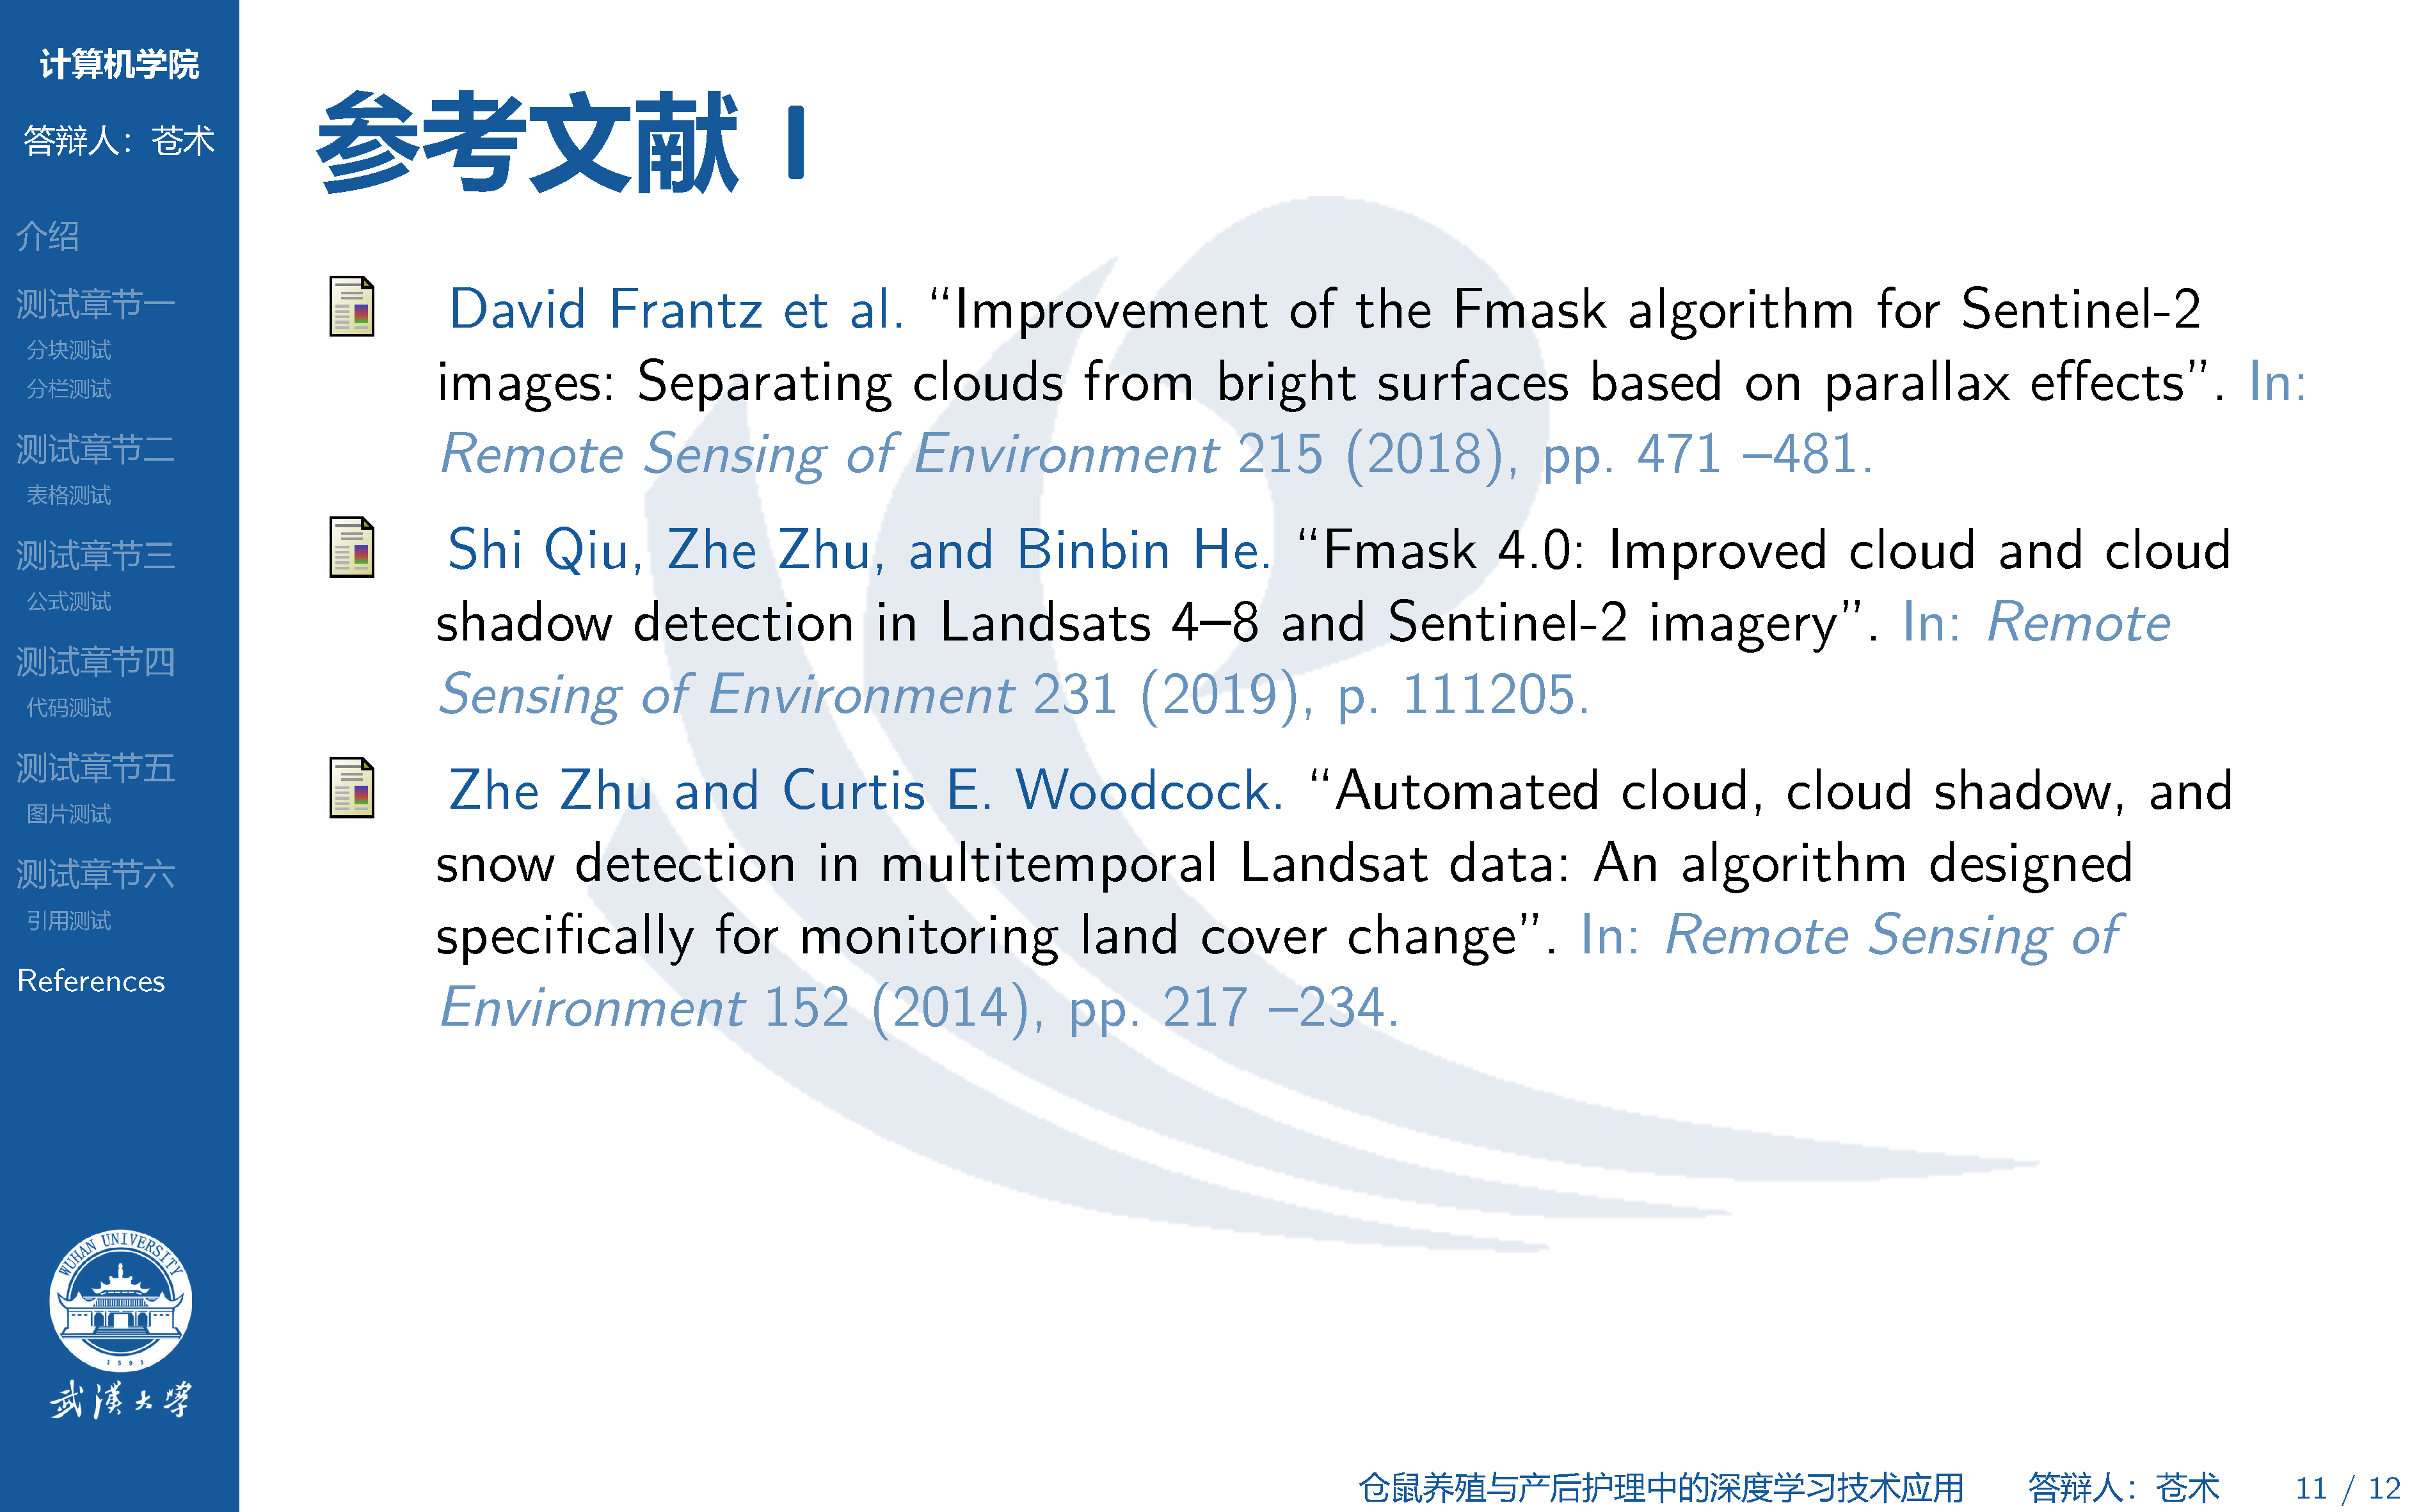 计算机学院
答辩人：苍术
介绍
测试章节一
分块测试
分栏测试
测试章节二
表格测试
测试章节三
公式测试
测试章节四
代码测试
测试章节五
图片测试
测试章节六
引用测试
References
WUHAN UNIVERSITY
1893
武漢大學
参考文献 I
David Frantz et al. “Improvement of the Fmask algorithm for Sentinel-2
images: Separating clouds from bright surfaces based on parallax effects”. In:
Remote Sensing of Environment 215 (2018), pp. 471 –481.
Shi Qiu, Zhe Zhu, and Binbin He. “Fmask 4.0: Improved cloud and cloud
shadow detection in Landsats 4–8 and Sentinel-2 imagery”. In: Remote
Sensing of Environment 231 (2019), p. 111205.
Zhe Zhu and Curtis E. Woodcock. “Automated cloud, cloud shadow, and
snow detection in multitemporal Landsat data: An algorithm designed
specifically for monitoring land cover change”. In: Remote Sensing of
Environment 152 (2014), pp. 217 –234.
仓鼠养殖与产后护理中的深度学习技术应用 答辩人：苍术 11 / 12